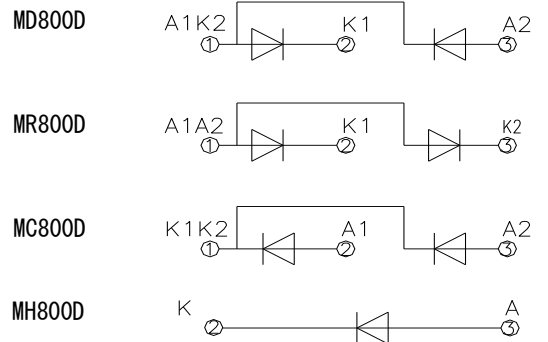 MD800D A1K2 K1 A2
1 2 3
MR800D A1A2 K1 K2
1 2 3
MC800D K1K2 A1 A2
1 2 3
MH800D K A
2 3